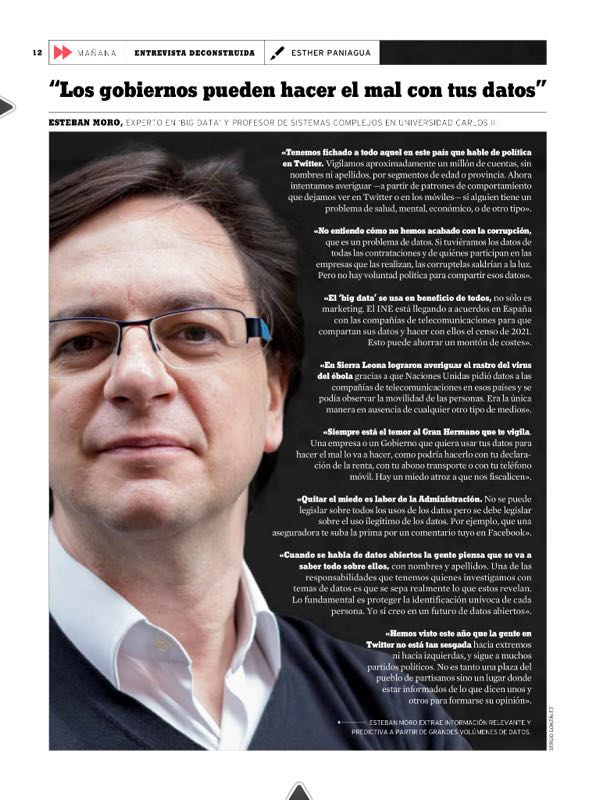 12 MAÑANA ENTREVISTA DECONSTRUIDA ESTHER PANIAGUA
“Los gobiernos pueden hacer el mal con tus datos”
ESTEBAN MORO, EXPERTO EN ‘BIG DATA’ Y PROFESOR DE SISTEMAS COMPLEJOS EN UNIVERSIDAD CARLOS III
«Tenemos fichado a todo aquel en este país que hable de política
en Twitter. Vigilamos aproximadamente un millón de cuentas, sin
nombres ni apellidos, por segmentos de edad o provincia. Ahora
intentamos averiguar —a partir de patrones de comportamiento
que dejamos ver en Twitter o en los móviles— si alguien tiene un
problema de salud, mental, económico, o de otro tipo».
«No entiendo cómo no hemos acabado con la corrupción,
que es un problema de datos. Si tuviéramos los datos de
todas las contrataciones y de quiénes participan en las
empresas que las realizan, las corruptelas saldrían a la luz.
Pero no hay voluntad política para compartir esos datos».
«El ‘big data’ se usa en beneficio de todos, no sólo es
marketing. El INE está llegando a acuerdos en España
con las compañías de telecomunicaciones para que
compartan sus datos y hacer con ellos el censo de 2021.
Esto puede ahorrar un montón de costes».
«En Sierra Leona lograron averiguar el rastro del virus
del ébola gracias a que Naciones Unidas pidió datos a las
compañías de telecomunicaciones en esos países y se
podía observar la movilidad de las personas. Era la única
manera en ausencia de cualquier otro tipo de medios».
«Siempre está el temor al Gran Hermano que te vigila.
Una empresa o un Gobierno que quiera usar tus datos para
hacer el mal lo va a hacer, como podría hacerlo con tu declara-
ción de la renta, con tu abono transporte o con tu teléfono
móvil. Hay un miedo atroz a que nos fiscalicen».
«Quitar el miedo es labor de la Administración. No se puede
legislar sobre todos los usos de los datos pero se debe legislar
sobre el uso ilegítimo de los datos. Por ejemplo, que una
aseguradora te suba la prima por un comentario tuyo en Facebook».
«Cuando se habla de datos abiertos la gente piensa que se va a
saber todo sobre ellos, con nombres y apellidos. Una de las
responsabilidades que tenemos quienes investigamos con
temas de datos es que se sepa realmente lo que estos revelan.
Lo fundamental es proteger la identificación unívoca de cada
persona. Yo sí creo en un futuro de datos abiertos».
«Hemos visto este año que la gente en
Twitter no está tan sesgada hacia extremos
ni hacia izquierdas, y sigue a muchos
partidos políticos. No es tanto una plaza del
pueblo de partisanos sino un lugar donde
estar informados de lo que dicen unos y
otros para formarse su opinión».
ESTEBAN MORO EXTRAE INFORMACIÓN RELEVANTE Y
PREDICTIVA A PARTIR DE GRANDES VOLÚMENES DE DATOS.
SERGIO GONZÁLEZ